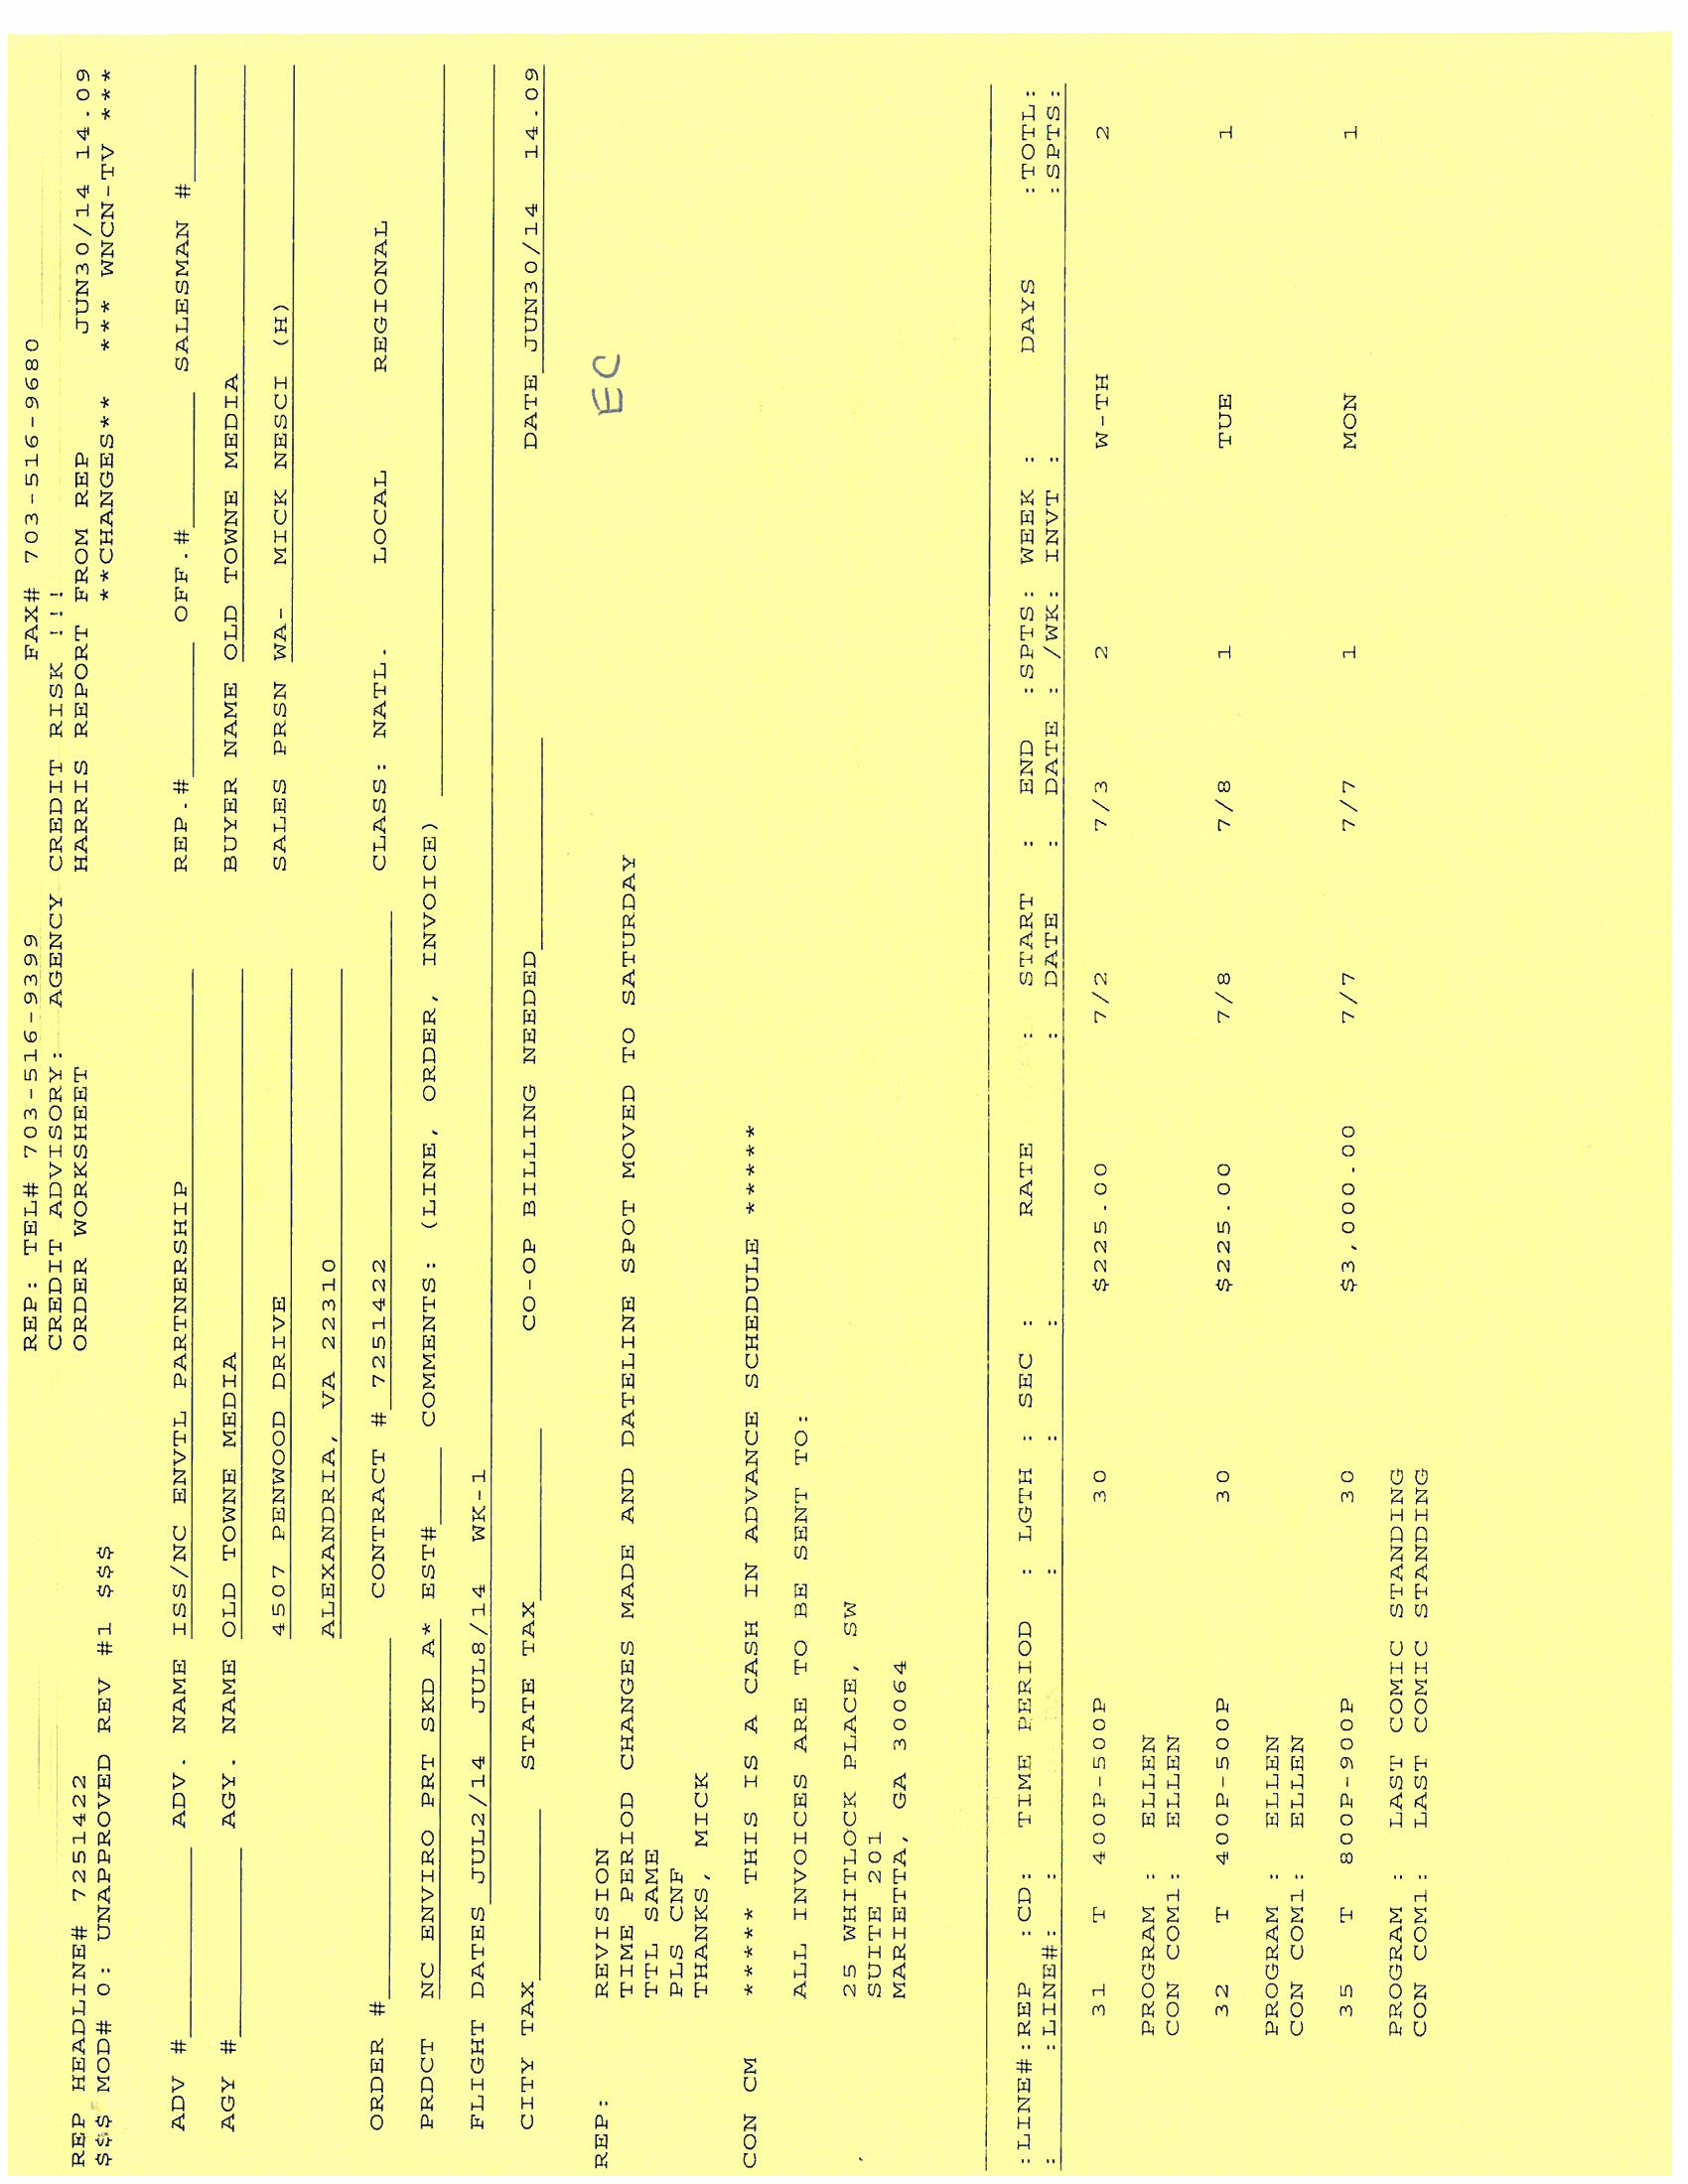 REP: TEL# 703-516-9399 FAX# 703-516-9680
CREDIT ADVISORY: AGENCY CREDIT RISK !!!
REP HEADLINE# 7251422 ORDER WORKSHEET HARRIS REPORT FROM REP JUN30/14 14.09
$$$ MOD# 0: UNAPPROVED REV #1 $$$ **CHANGES** *** WNCN-TV ***
ADV # ADV. NAME ISS/NC ENVTL PARTNERSHIP REP.# OFF.# SALESMAN #
AGY # AGY. NAME OLD TOWNE MEDIA BUYER NAME OLD TOWNE MEDIA
4507 PENWOOD DRIVE SALES PRSN WA- MICK NESCI (H)
ALEXANDRIA, VA 22310
ORDER # CONTRACT # 7251422 CLASS: NATL. LOCAL REGIONAL
PRDCT NC ENVIRO PRT SKD A* EST# COMMENTS: (LINE, ORDER, INVOICE)
FLIGHT DATES JUL2/14 JUL8/14 WK-1
CITY TAX STATE TAX CO-OP BILLING NEEDED DATE JUN30/14 14.09
REP: REVISION EC
TIME PERIOD CHANGES MADE AND DATELINE SPOT MOVED TO SATURDAY
TTL SAME
PLS CNF
THANKS, MICK
CON CM ***** THIS IS A CASH IN ADVANCE SCHEDULE *****
ALL INVOICES ARE TO BE SENT TO:
25 WHITLOCK PLACE, SW
SUITE 201
MARIETTA, GA 30064
:LINE#:REP :CD: TIME PERIOD : LGTH : SEC : RATE : START : END :SPTS: WEEK : DAYS :TOTL:
: :LINE#: : : : : DATE : DATE :/WK: INVT : :SPTS:
31 T 400P-500P 30 $225.00 7/2 7/3 2 W-TH 2
PROGRAM : ELLEN
CON COM1: ELLEN
32 T 400P-500P 30 $225.00 7/8 7/8 1 TUE 1
PROGRAM : ELLEN
CON COM1: ELLEN
35 T 800P-900P 30 $3,000.00 7/7 7/7 1 MON 1
PROGRAM : LAST COMIC STANDING
CON COM1: LAST COMIC STANDING